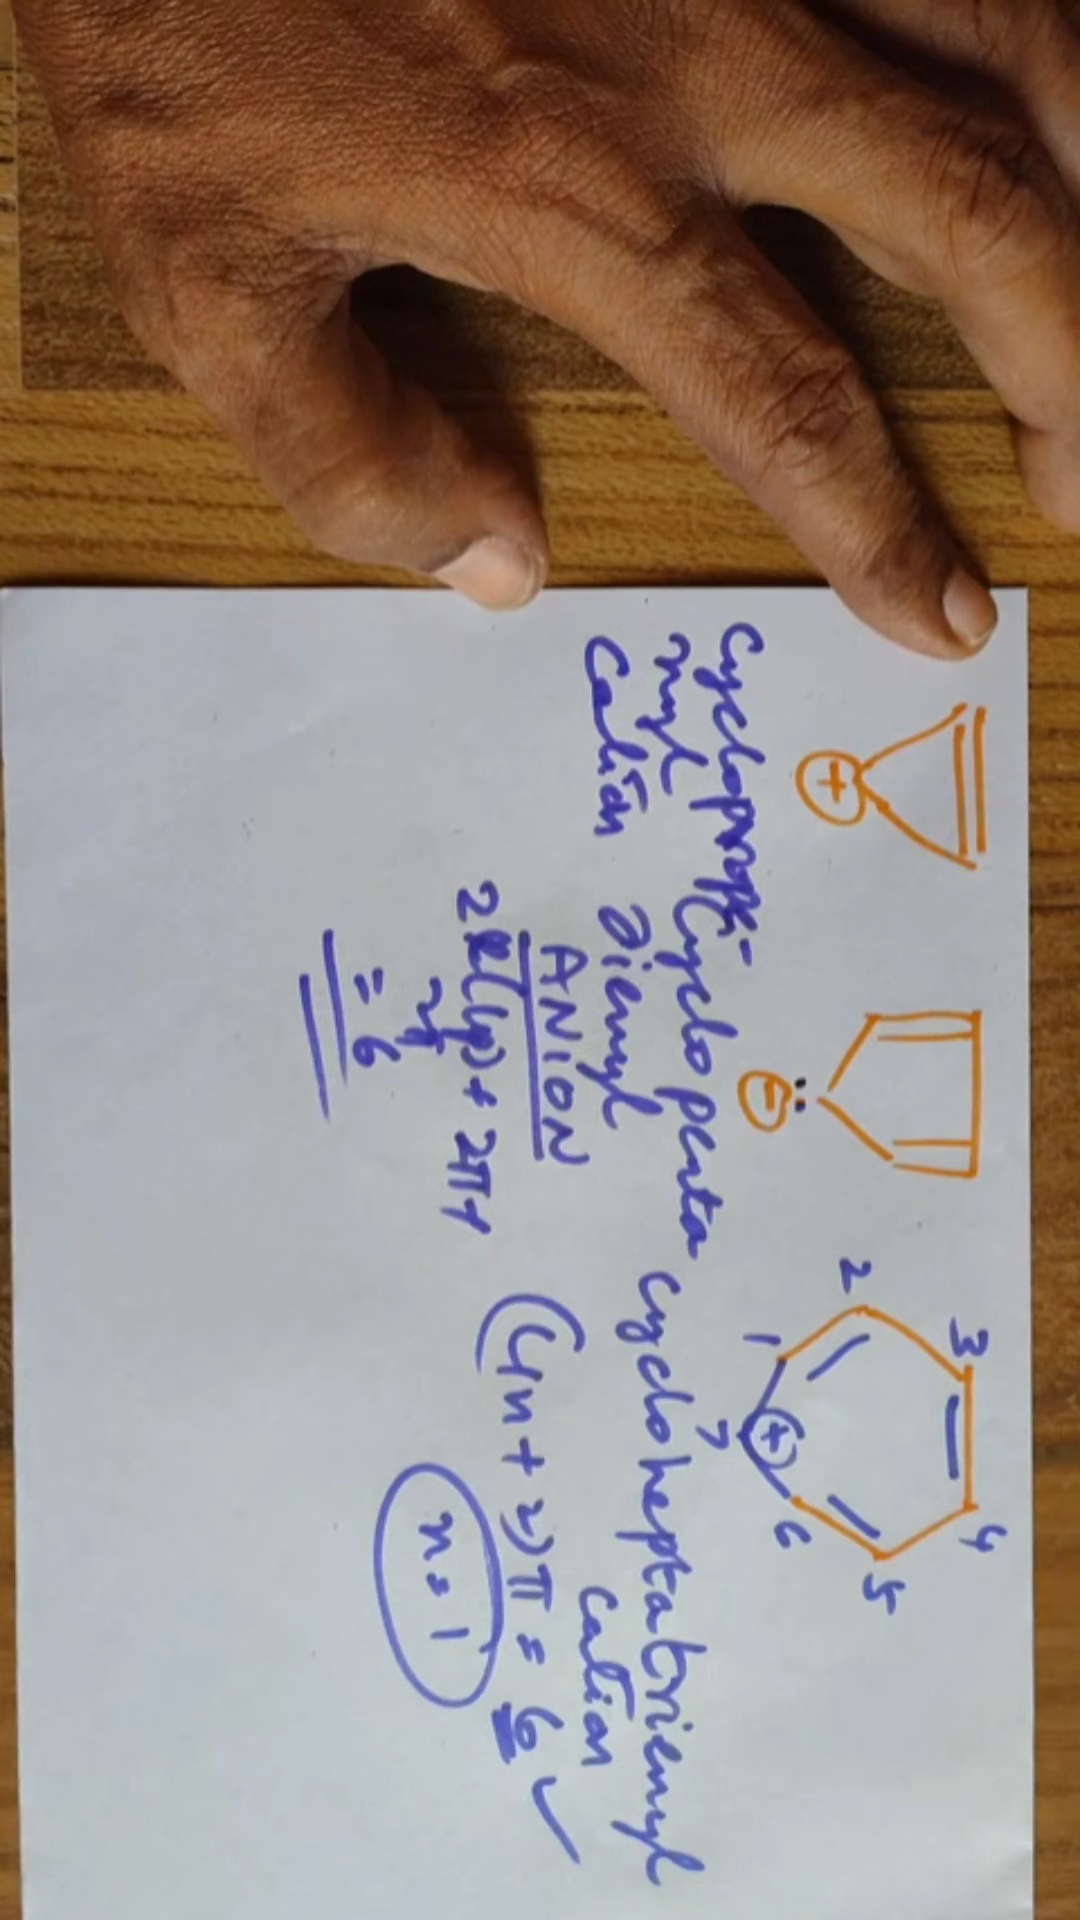 +
Cyclopropenyl Cation
(-)
Cyclopenta
dienyl
ANION
2e(lp) + 2π +
2π
= 6
2 3 4 5 6 7 1
+
cycloheptatrienyl
cation
(4n + 2)π = 6 ✓
n = 1